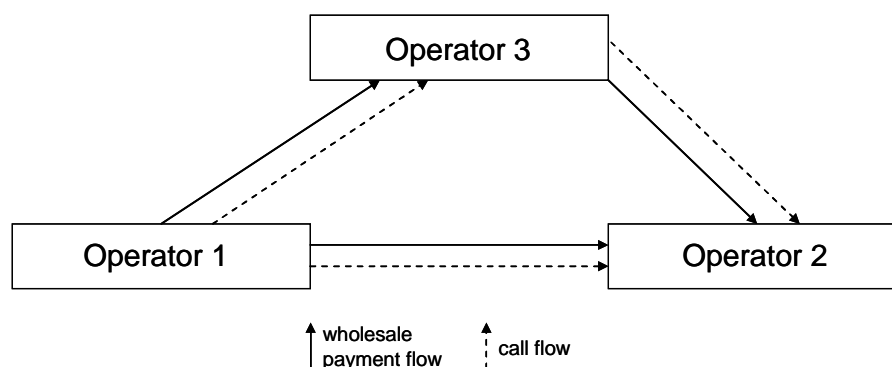 Operator 3
Operator 1
Operator 2
wholesale
payment flow
call flow